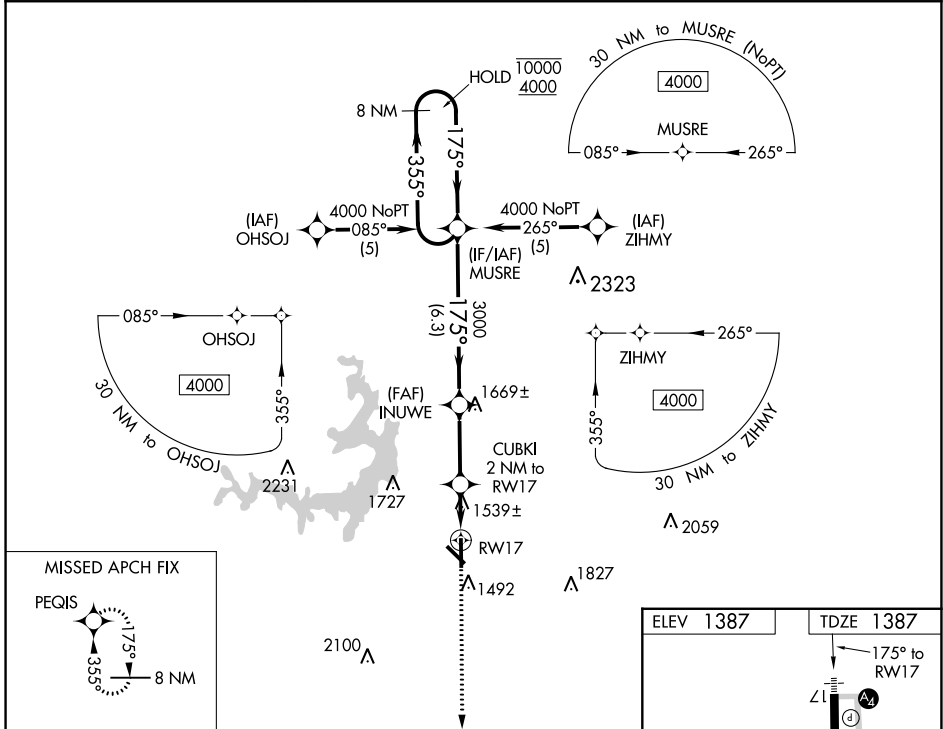 30 NM to MUSRE (NoPT)
4000
MUSRE
085°
265°
HOLD
10000
4000
8 NM
175°
355°
(IAF)
OHSOJ
4000 NoPT
085°
(5)
4000 NoPT
265°
(5)
(IAF)
ZIHMY
(IF/IAF)
MUSRE
2323
3000
175°
(6.3)
085°
OHSOJ
4000
355°
30 NM to OHSOJ
265°
ZIHMY
4000
355°
30 NM to ZIHMY
(FAF)
INUWE
1669±
CUBKI
2 NM to
RW17
2231
1727
1539±
2059
RW17
1492
1827
2100
MISSED APCH FIX
PEQIS
175°
355°
8 NM
ELEV 1387
TDZE 1387
175° to
RW17
17
A4
P